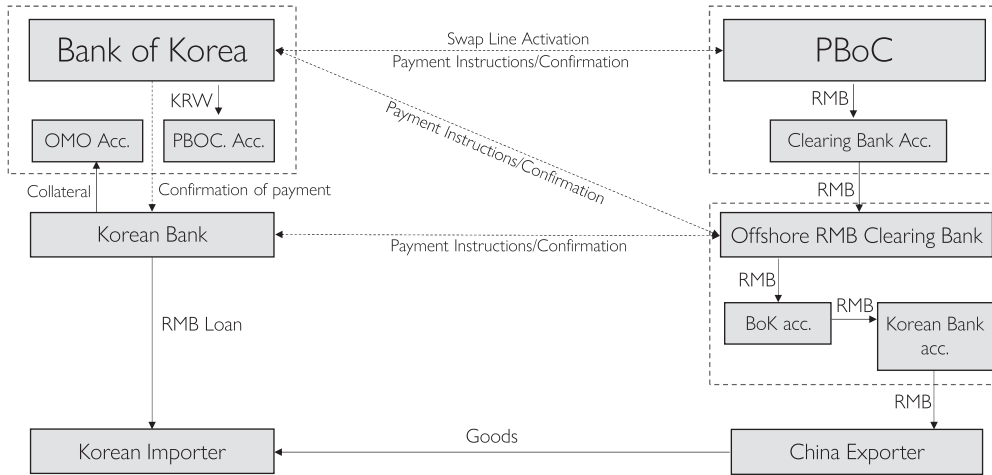 Bank of Korea
Swap Line Activation
Payment Instructions/Confirmation
PBoC
KRW
RMB
OMO Acc.
PBOC. Acc.
Payment Instructions/Confirmation
Clearing Bank Acc.
Collateral
Confirmation of payment
RMB
Korean Bank
Payment Instructions/Confirmation
Offshore RMB Clearing Bank
RMB
RMB
BoK acc.
Korean Bank
acc.
RMB Loan
RMB
Korean Importer
Goods
China Exporter